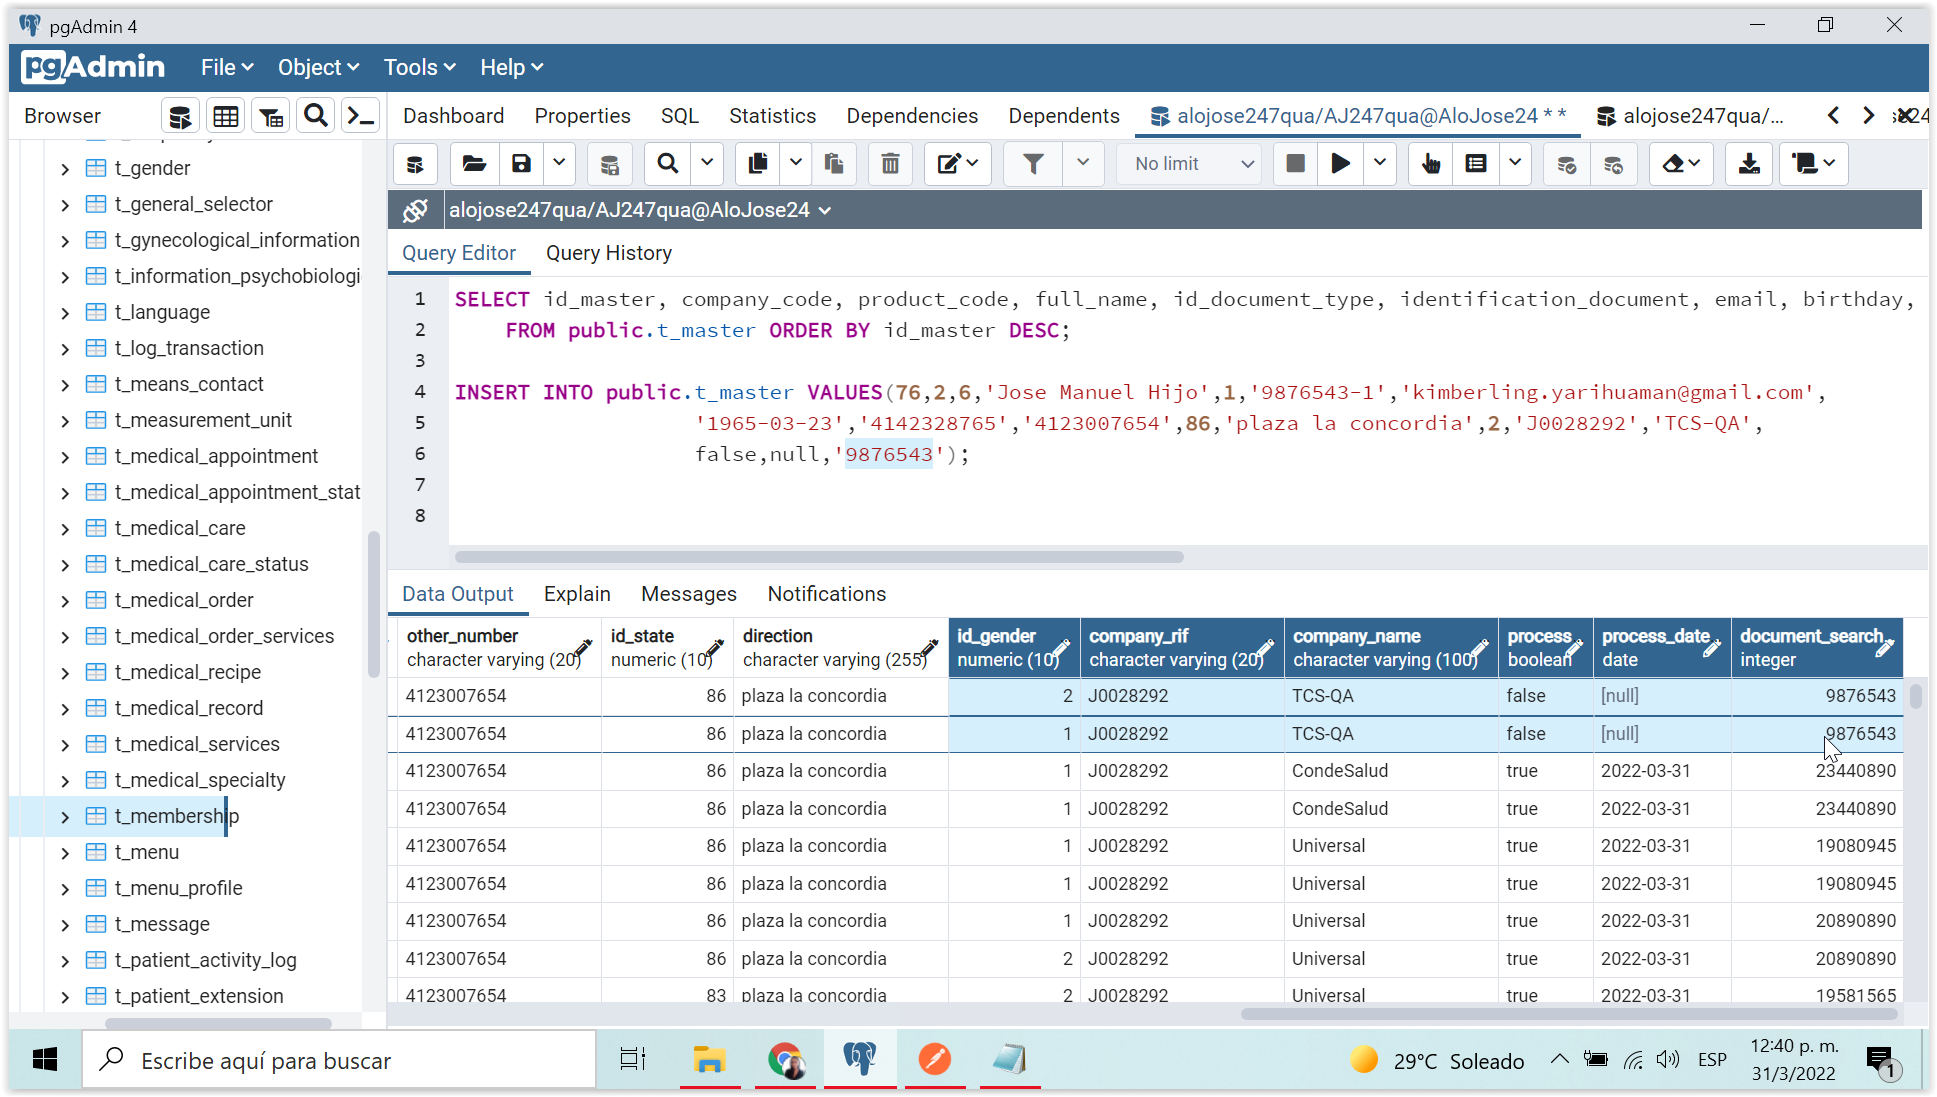 pgAdmin 4
pgAdmin File Object Tools Help
Browser
Dashboard Properties SQL Statistics Dependencies Dependents alojose247qua/AJ247qua@AloJose24 * * alojose247qua/...
No limit
alojose247qua/AJ247qua@AloJose24
Query Editor Query History
1 SELECT id_master, company_code, product_code, full_name, id_document_type, identification_document, email, birthday,
2 FROM public.t_master ORDER BY id_master DESC;
3
4 INSERT INTO public.t_master VALUES(76,2,6,'Jose Manuel Hijo',1,'9876543-1','kimberling.yarihuaman@gmail.com',
5 '1965-03-23','4142328765','4123007654',86,'plaza la concordia',2,'J0028292','TCS-QA',
6 false,null,'9876543');
7
8
t_gender
t_general_selector
t_gynecological_information
t_information_psychobiologi
t_language
t_log_transaction
t_means_contact
t_measurement_unit
t_medical_appointment
t_medical_appointment_stat
t_medical_care
t_medical_care_status
t_medical_order
t_medical_order_services
t_medical_recipe
t_medical_record
t_medical_services
t_medical_specialty
t_membership
t_menu
t_menu_profile
t_message
t_patient_activity_log
t_patient_extension
Data Output Explain Messages Notifications
other_number id_state direction id_gender company_rif company_name process process_date document_search
character varying (20) numeric (10) character varying (255) numeric (10) character varying (20) character varying (100) boolean date integer
4123007654 86 plaza la concordia 2 J0028292 TCS-QA false [null] 9876543
4123007654 86 plaza la concordia 1 J0028292 TCS-QA false [null] 9876543
4123007654 86 plaza la concordia 1 J0028292 CondeSalud true 2022-03-31 23440890
4123007654 86 plaza la concordia 1 J0028292 CondeSalud true 2022-03-31 23440890
4123007654 86 plaza la concordia 1 J0028292 Universal true 2022-03-31 19080945
4123007654 86 plaza la concordia 1 J0028292 Universal true 2022-03-31 19080945
4123007654 86 plaza la concordia 1 J0028292 Universal true 2022-03-31 20890890
4123007654 86 plaza la concordia 2 J0028292 Universal true 2022-03-31 20890890
4123007654 83 plaza la concordia 2 J0028292 Universal true 2022-03-31 19581565
Escribe aquí para buscar
29°C Soleado
ESP
12:40 p. m.
31/3/2022
1